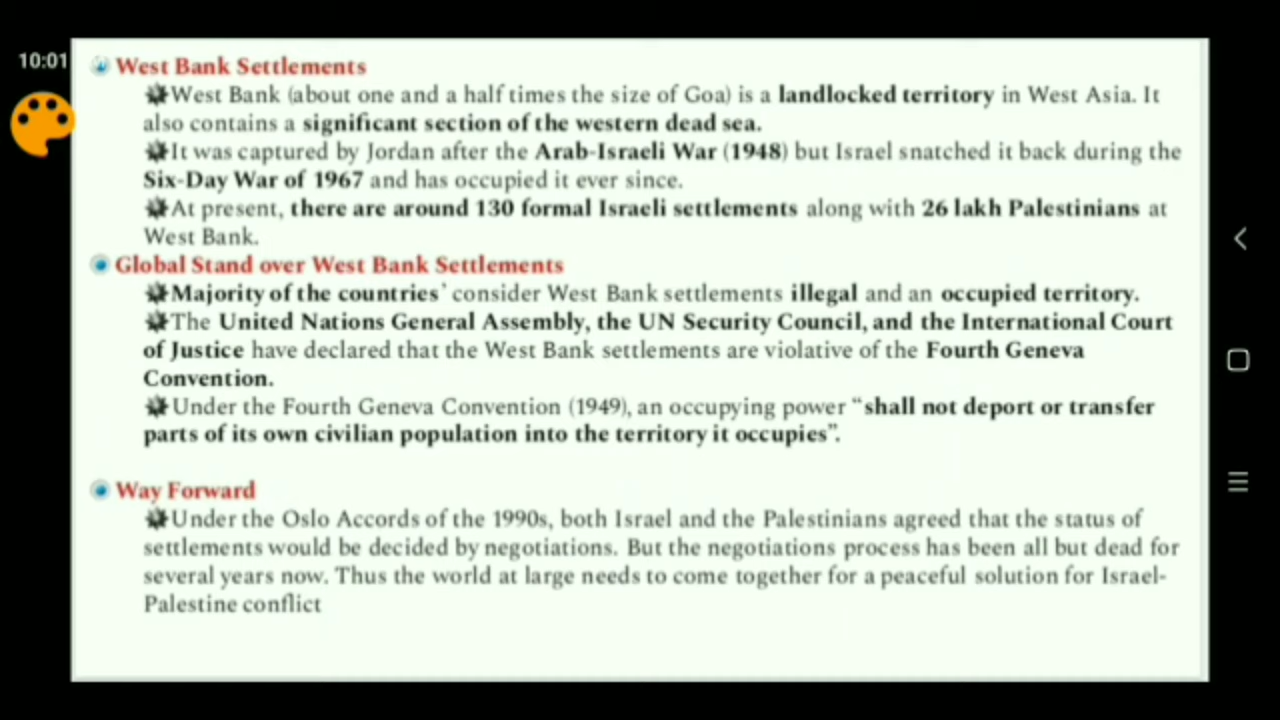 10:01
West Bank Settlements
West Bank (about one and a half times the size of Goa) is a landlocked territory in West Asia. It
also contains a significant section of the western dead sea.
It was captured by Jordan after the Arab-Israeli War (1948) but Israel snatched it back during the
Six-Day War of 1967 and has occupied it ever since.
At present, there are around 130 formal Israeli settlements along with 26 lakh Palestinians at
West Bank.
Global Stand over West Bank Settlements
Majority of the countries' consider West Bank settlements illegal and an occupied territory.
The United Nations General Assembly, the UN Security Council, and the International Court
of Justice have declared that the West Bank settlements are violative of the Fourth Geneva
Convention.
Under the Fourth Geneva Convention (1949), an occupying power “shall not deport or transfer
parts of its own civilian population into the territory it occupies”.
Way Forward
Under the Oslo Accords of the 1990s, both Israel and the Palestinians agreed that the status of
settlements would be decided by negotiations. But the negotiations process has been all but dead for
several years now. Thus the world at large needs to come together for a peaceful solution for Israel-
Palestine conflict